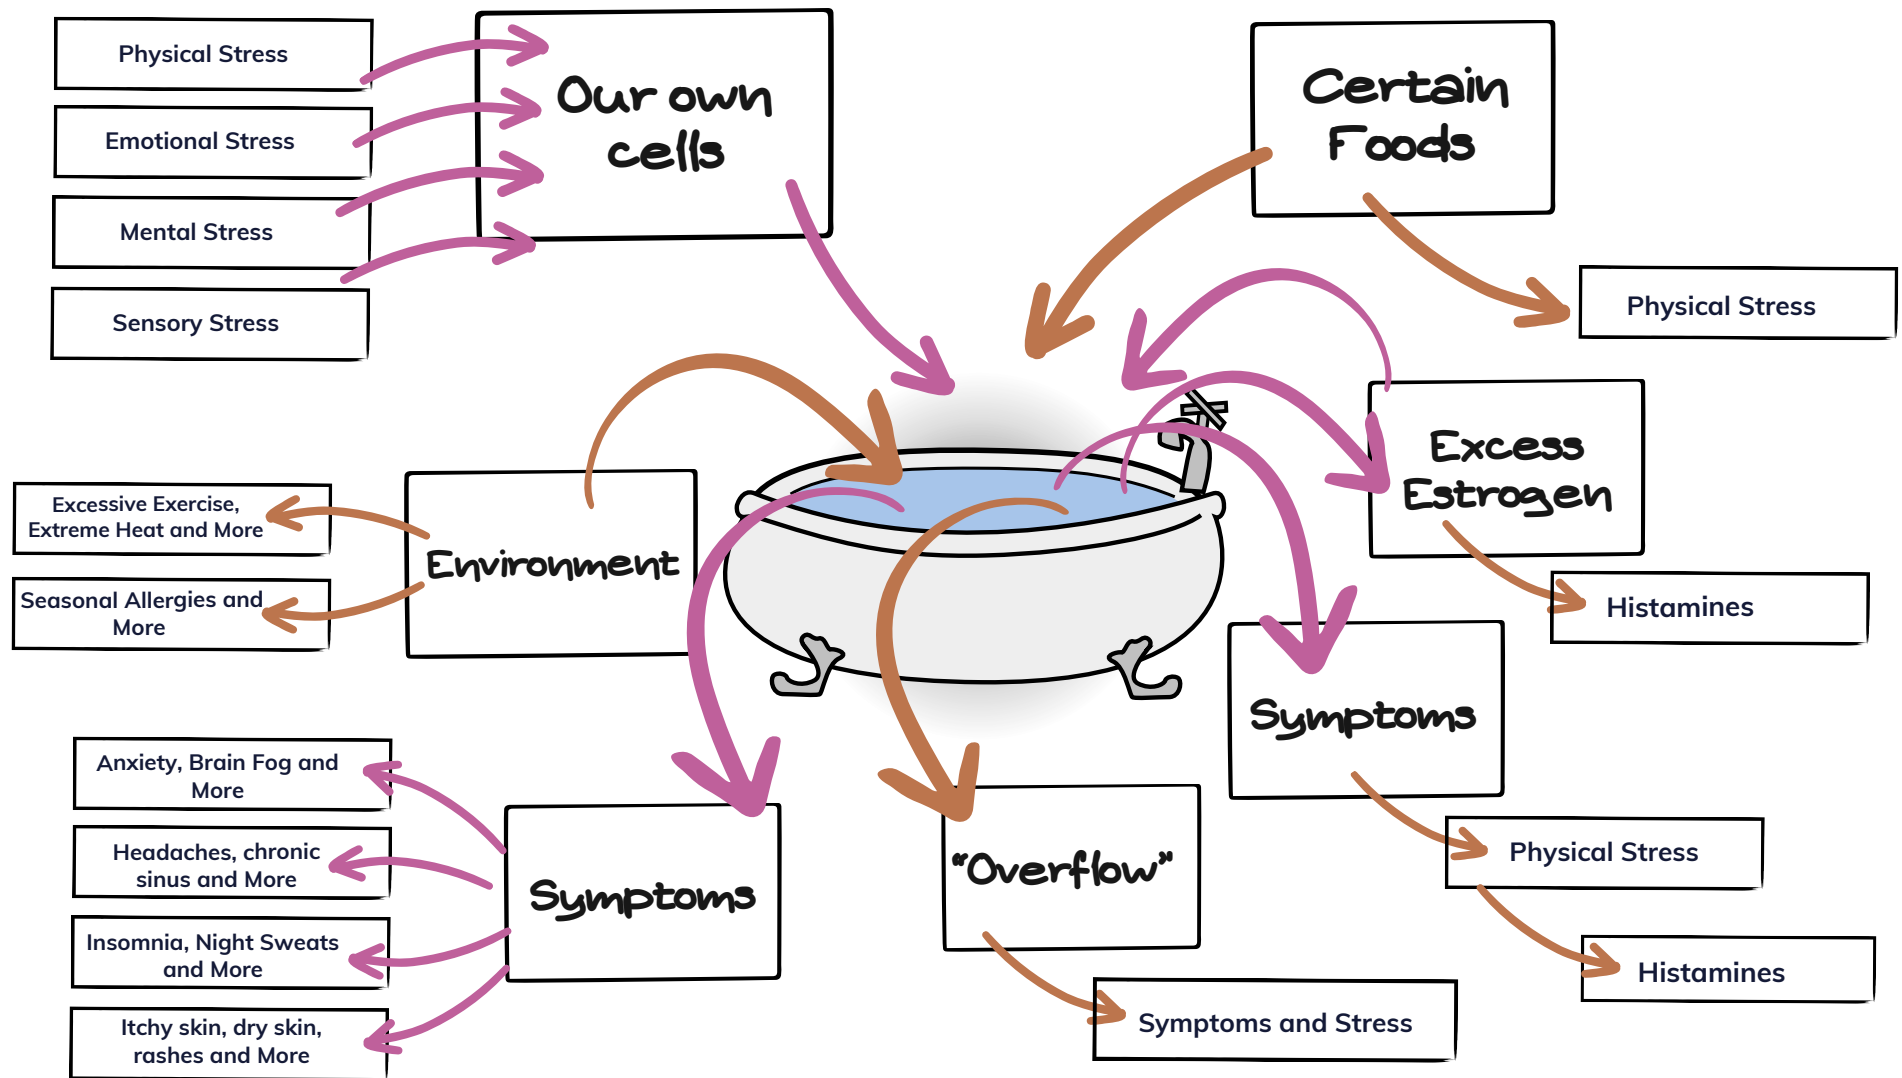 Physical Stress
Emotional Stress
Mental Stress
Sensory Stress
Our own
cells
Certain
Foods
Physical Stress
Excess
Estrogen
Histamines
Environment
Excessive Exercise,
Extreme Heat and More
Seasonal Allergies and
More
Symptoms
Physical Stress
Histamines
Anxiety, Brain Fog and
More
Headaches, chronic
sinus and More
Insomnia, Night Sweats
and More
Itchy skin, dry skin,
rashes and More
Symptoms
“Overflow”
Symptoms and Stress